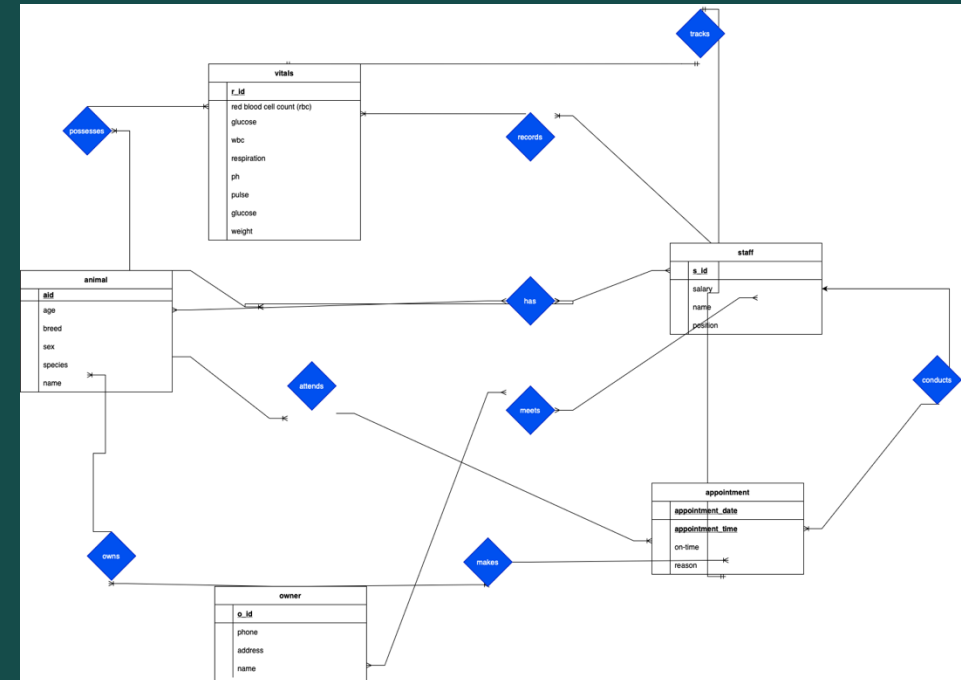 tracks
vitals
r_id
red blood cell count (rbc)
glucose
wbc
respiration
ph
pulse
glucose
weight
possesses
records
staff
s_id
salary
name
position
animal
aid
age
breed
sex
species
name
has
attends
meets
conducts
appointment
appointment_date
appointment_time
on-time
reason
owns
makes
owner
o_id
phone
address
name